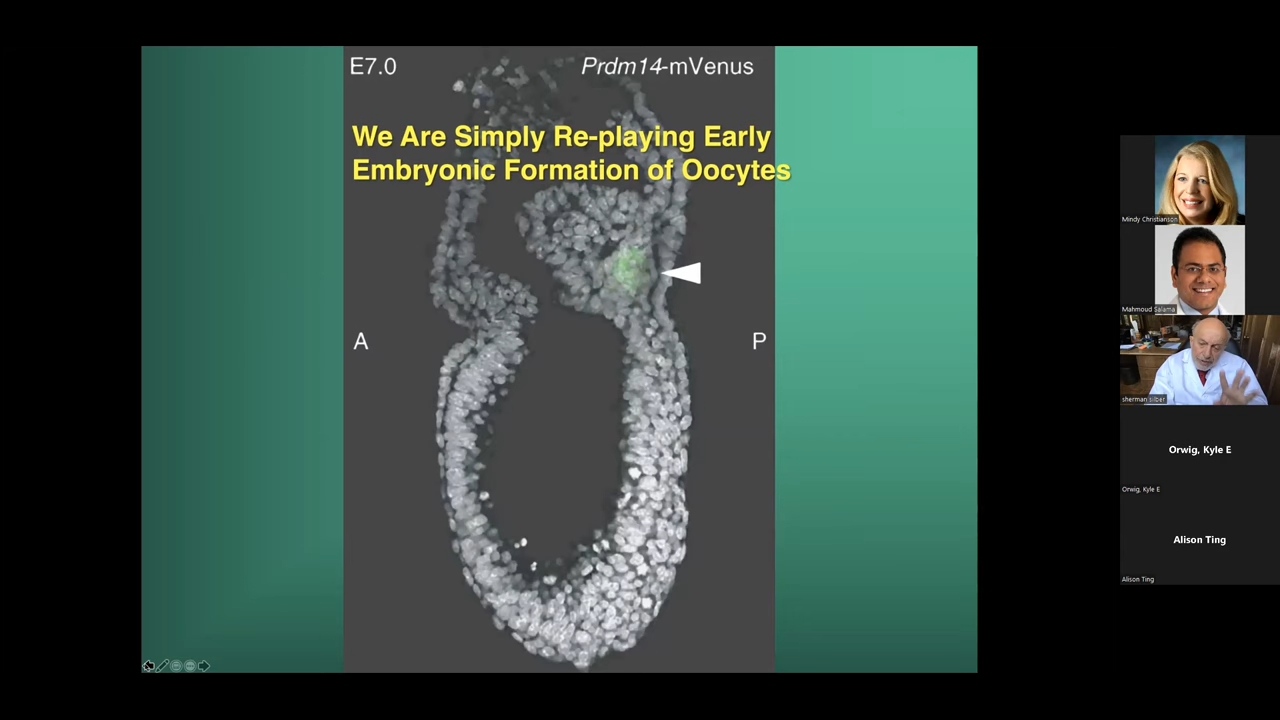 E7.0
Prdm14-mVenus
We Are Simply Re-playing Early
Embryonic Formation of Oocytes
A
P
Mindy Christianson
Mahmoud Salama
sherman silber
Orwig, Kyle E
Orwig, Kyle E
Alison Ting
Alison Ting